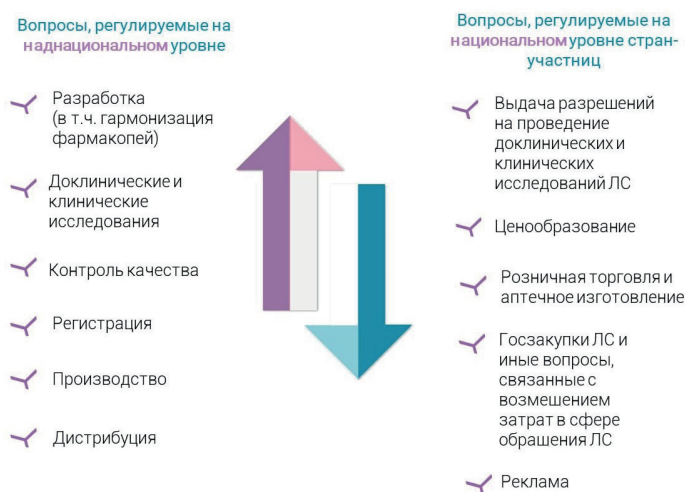 Вопросы, регулируемые на
наднациональном уровне
Разработка
(в т.ч. гармонизация
фармакопей)
Доклинические и
клинические
исследования
Контроль качества
Регистрация
Производство
Дистрибуция
Вопросы, регулируемые на
национальном уровне стран-
участниц
Выдача разрешений
на проведение
доклинических и
клинических
исследований ЛС
Ценообразование
Розничная торговля и
аптечное изготовление
Госзакупки ЛС и
иные вопросы,
связанные с
возмещением
затрат в сфере
обращения ЛС
Реклама